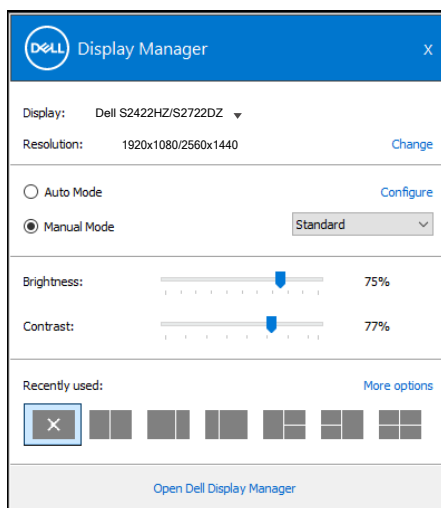 DELL Display Manager X
Display: Dell S2422HZ/S2722DZ
Resolution: 1920x1080/2560x1440 Change
Auto Mode Configure
Manual Mode Standard
Brightness: 75%
Contrast: 77%
Recently used: More options
Open Dell Display Manager